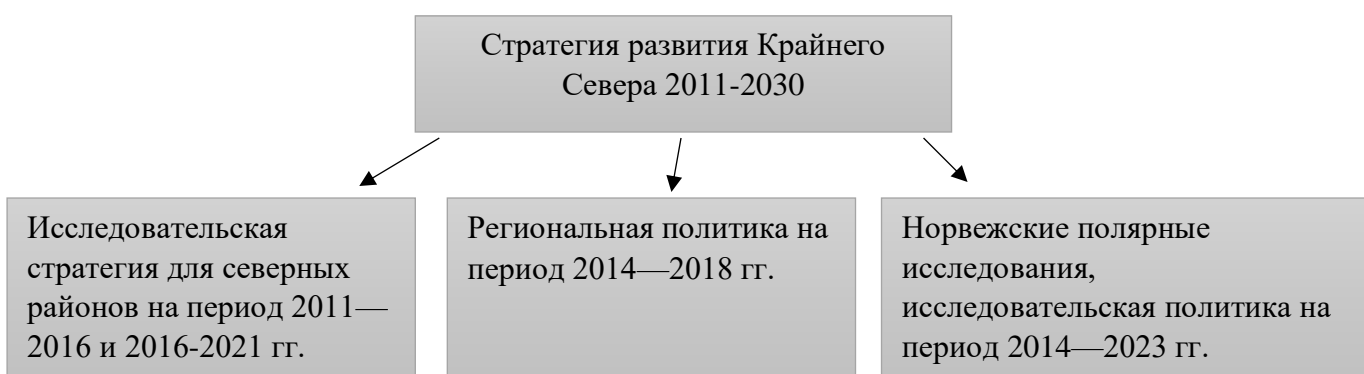 Стратегия развития Крайнего
Севера 2011-2030
Исследовательская
стратегия для северных
районов на период 2011—
2016 и 2016-2021 гг.
Региональная политика на
период 2014—2018 гг.
Норвежские полярные
исследования,
исследовательская политика на
период 2014—2023 гг.